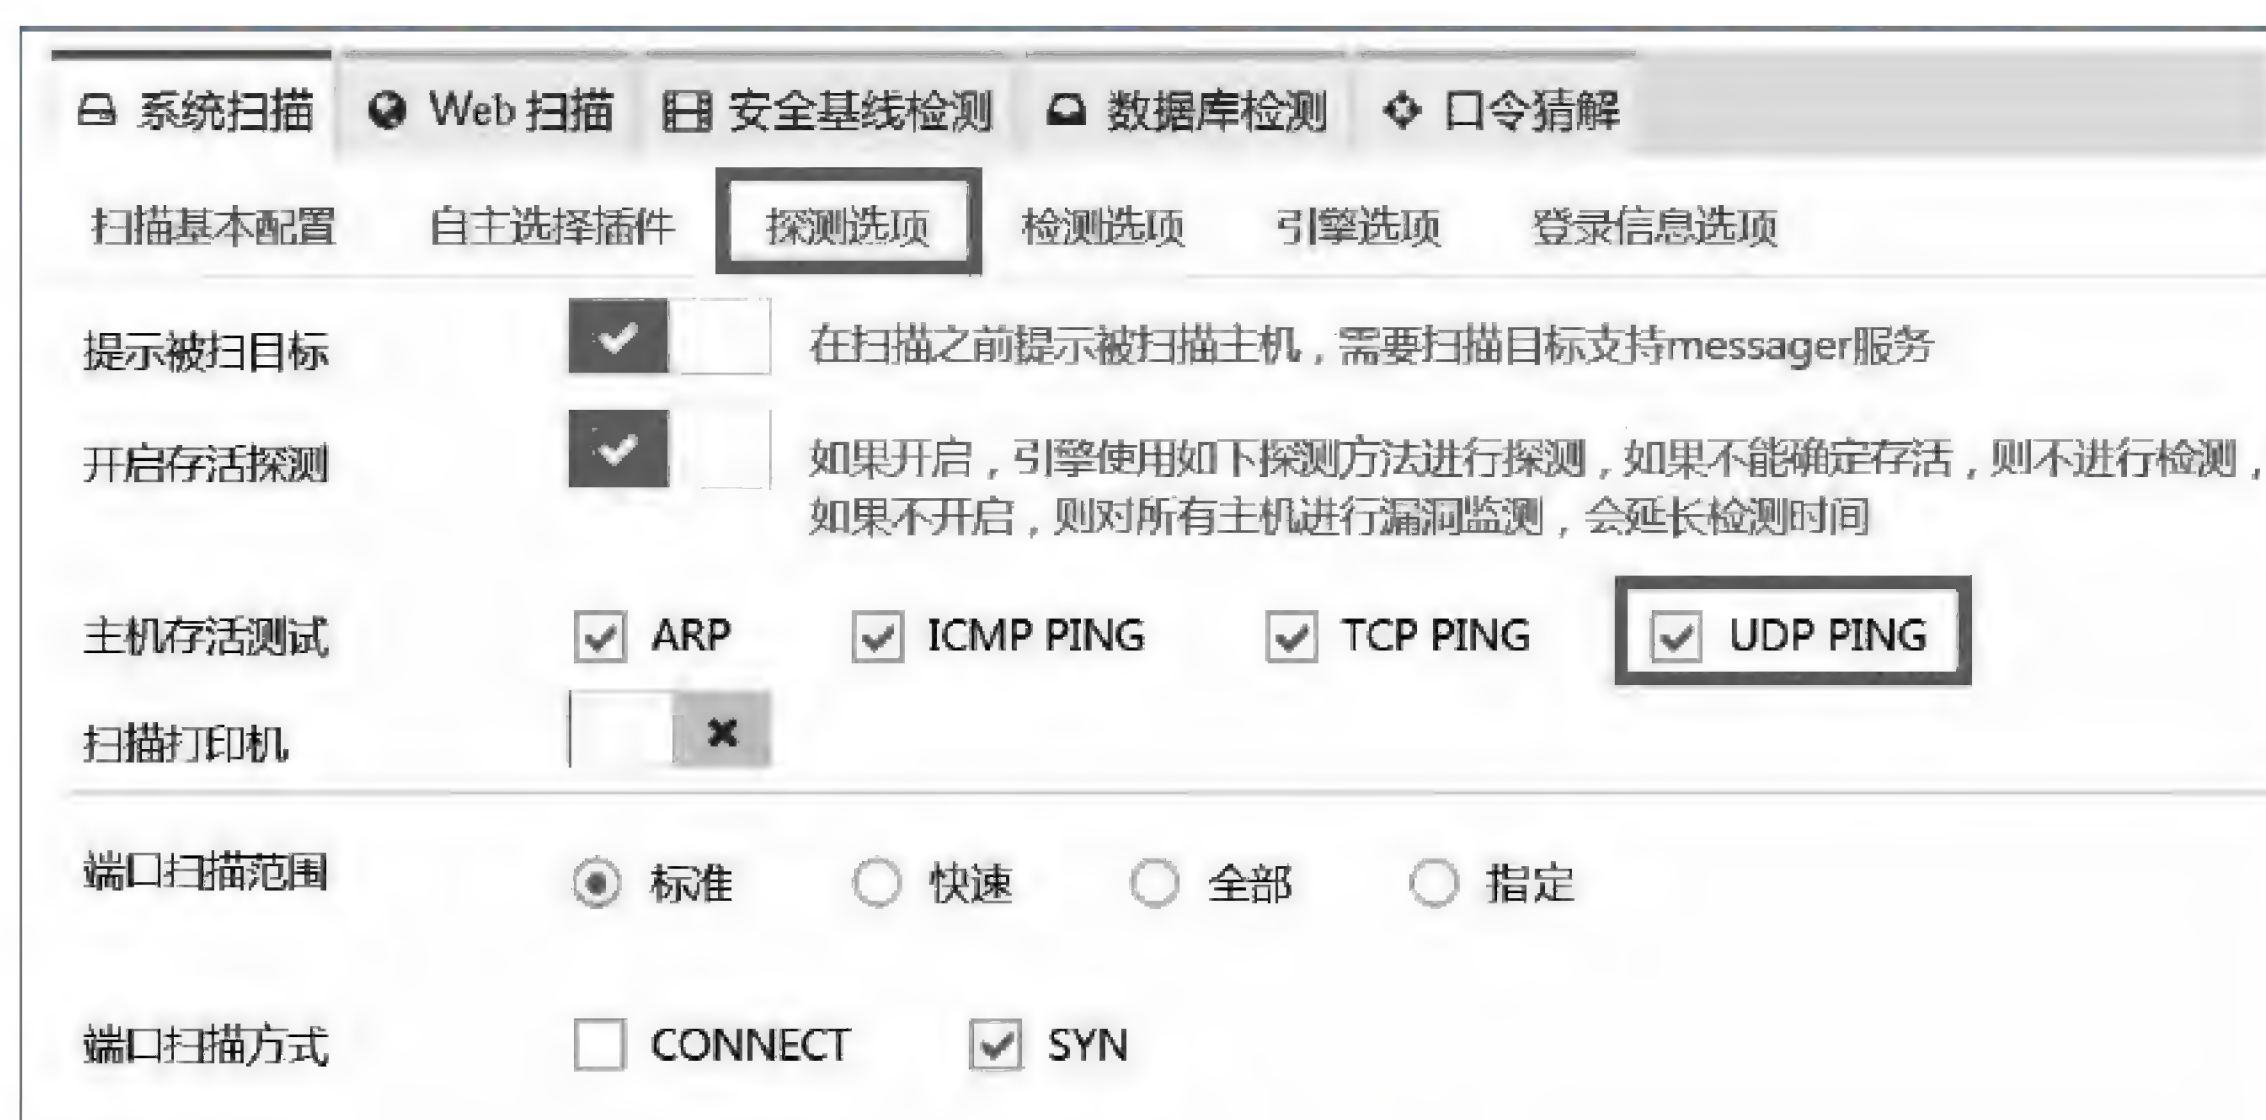 系统扫描 Web 扫描 安全基线检测 数据库检测 口令猜解
扫描基本配置 自主选择插件 探测选项 检测选项 引擎选项 登录信息选项
提示被扫目标 在扫描之前提示被扫描主机，需要扫描目标支持messager服务
开启存活探测 如果开启，引擎使用如下探测方法进行探测，如果不能确定存活，则不进行检测，
如果不开启，则对所有主机进行漏洞监测，会延长检测时间
主机存活测试 ARP ICMP PING TCP PING UDP PING
扫描打印机
端口扫描范围 标准 快速 全部 指定
端口扫描方式 CONNECT SYN